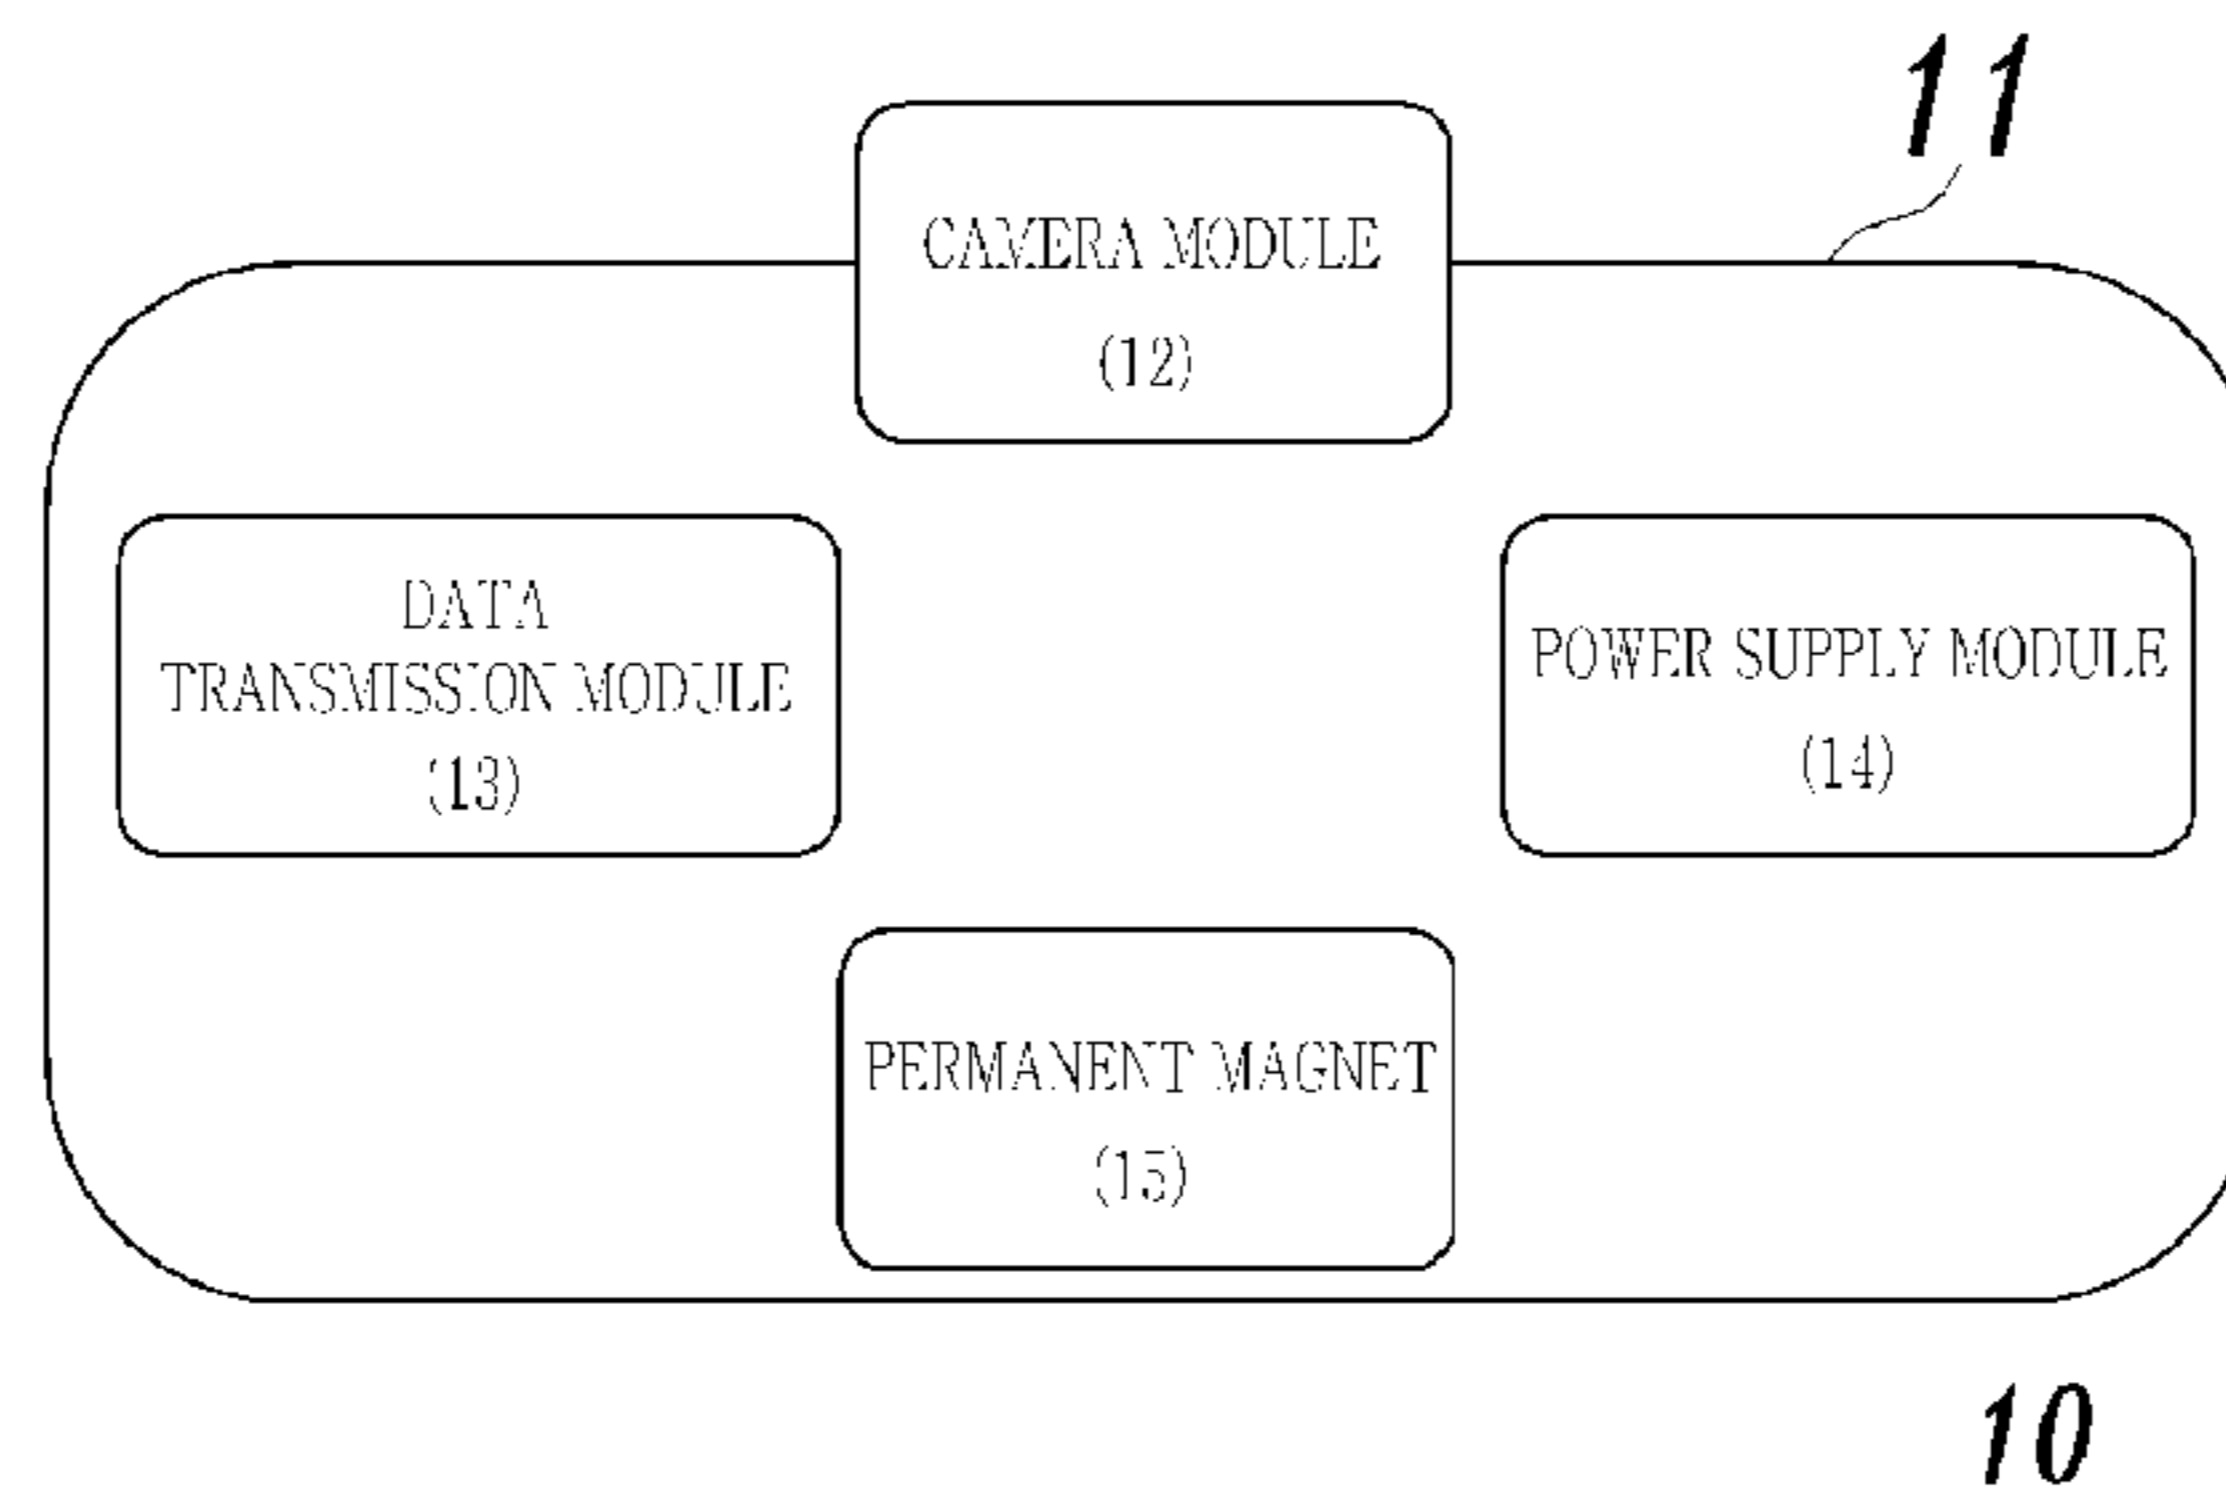 11
CAMERA MODULE
(12)
DATA
TRANSMISSION MODULE
(13)
POWER SUPPLY MODULE
(14)
PERMANENT MAGNET
(15)
10